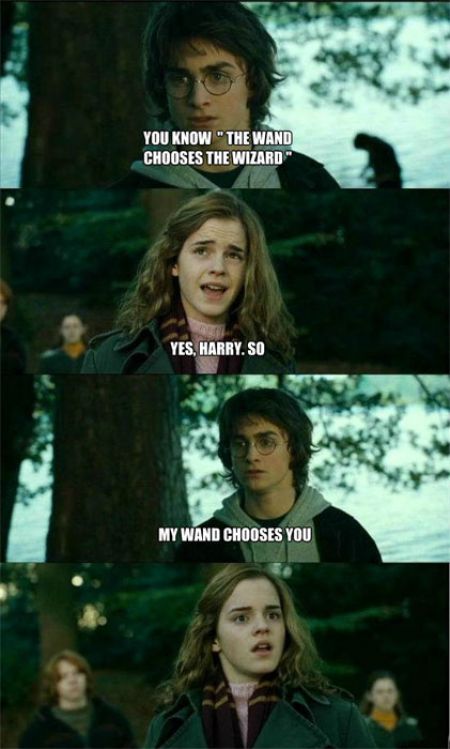 YOU KNOW " THE WAND
CHOOSES THE WIZARD "
YES, HARRY. SO
MY WAND CHOOSES YOU